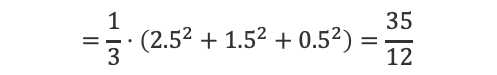 = 1/3 · (2.5² + 1.5² + 0.5²) = 35/12